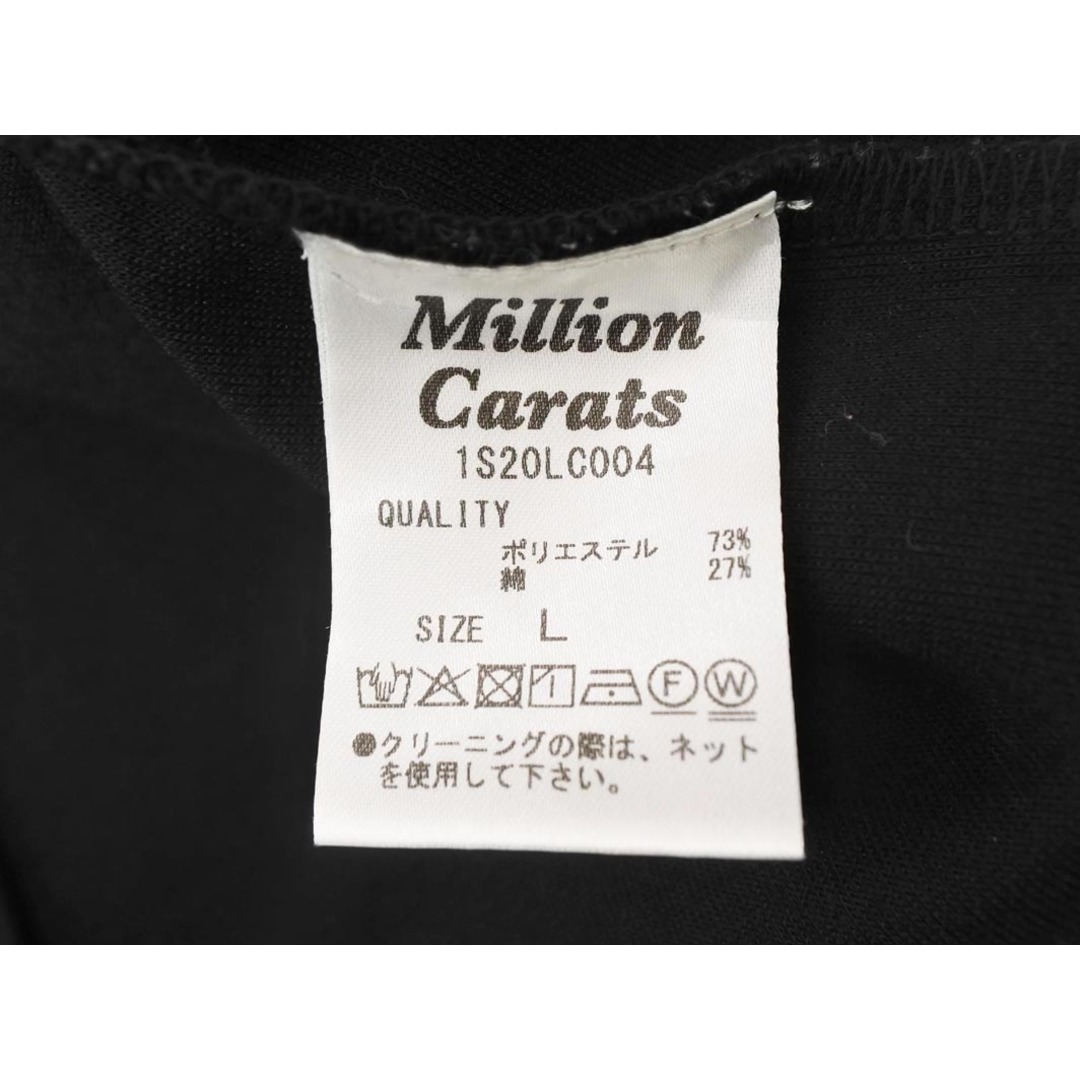 Million
Carats
1S20LC004
QUALITY
ポリエステル 73%
綿 27%
SIZE L
F W
●クリーニングの際は、ネット
を使用して下さい。